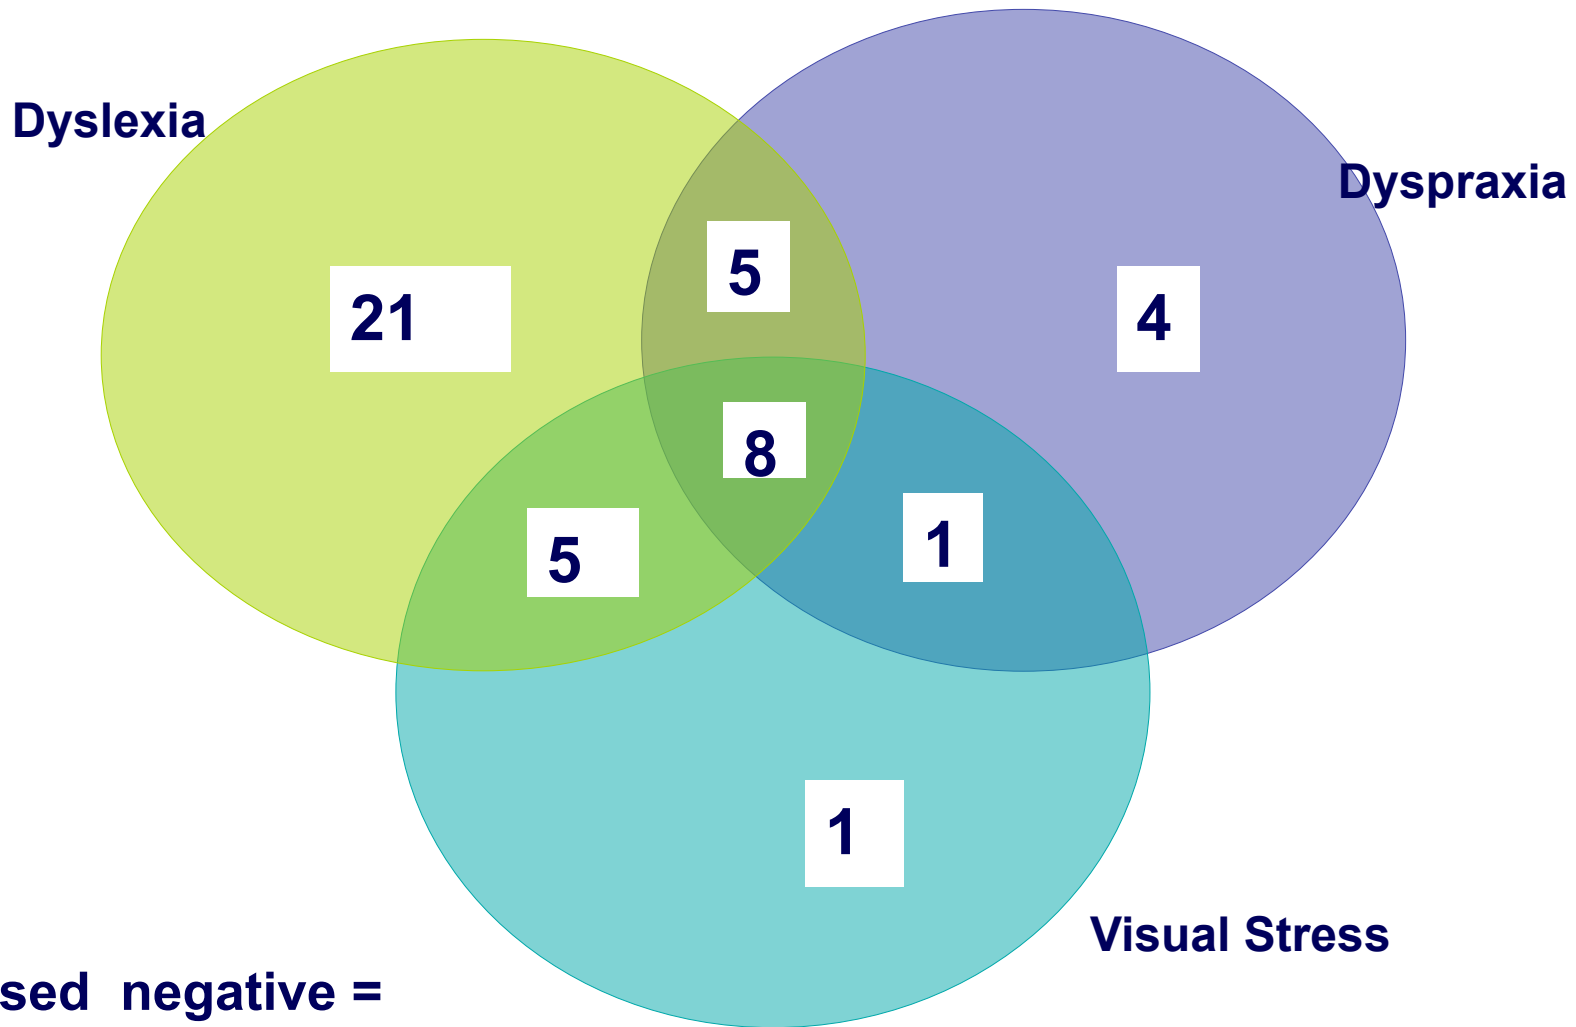 Dyslexia
Dyspraxia
5
21
4
8
1
5
1
Visual Stress
sed negative =